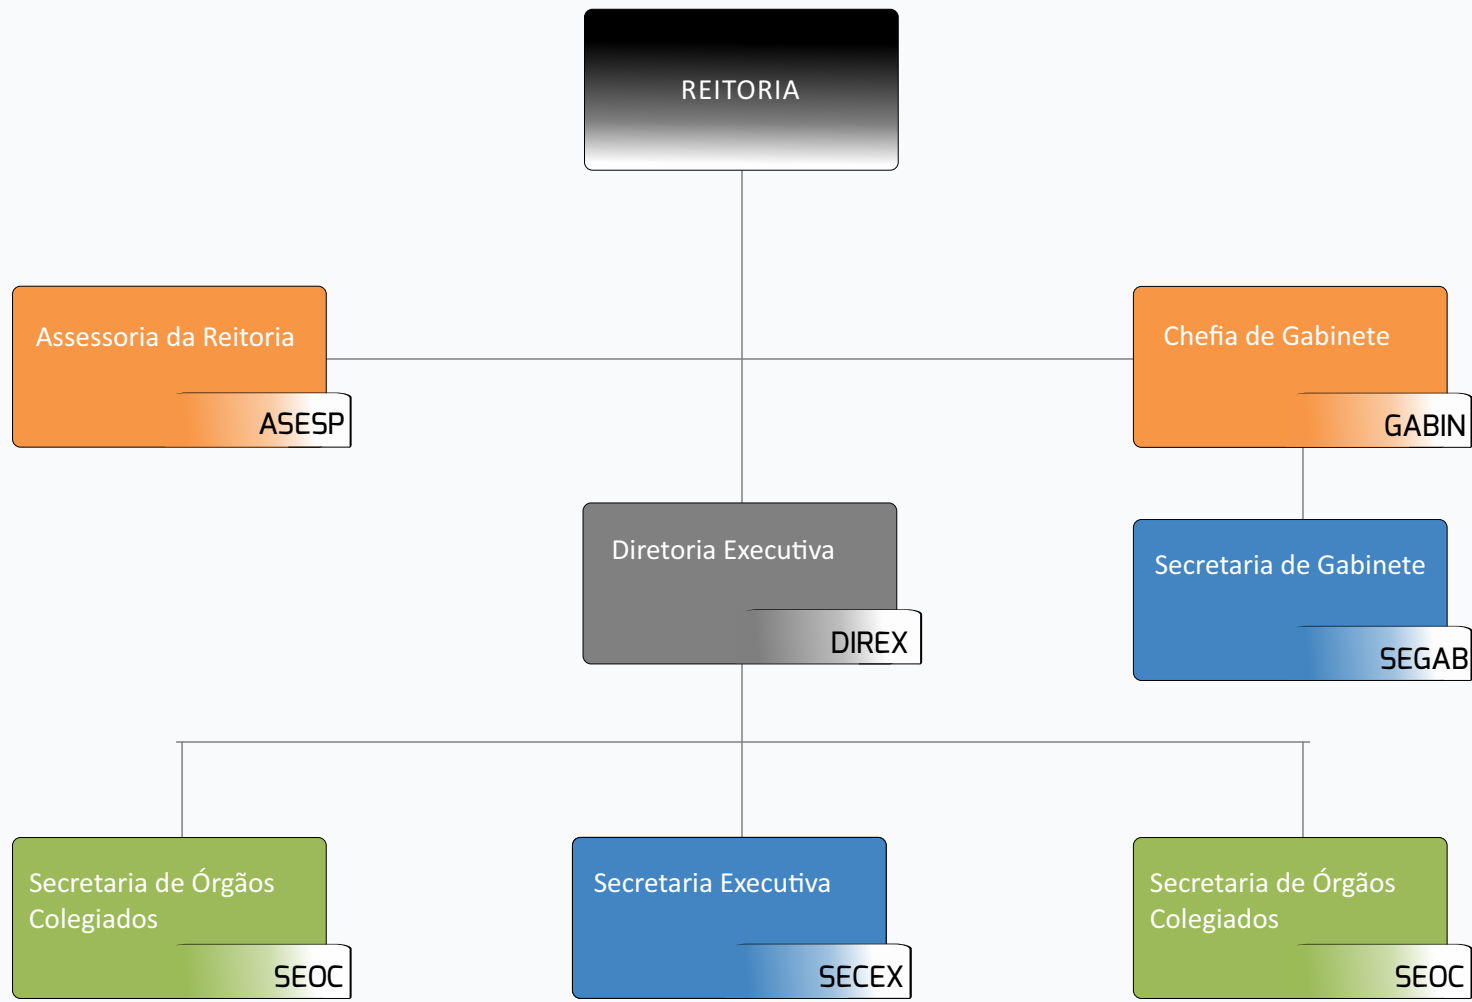 REITORIA
Assessoria da Reitoria
ASESP
Chefia de Gabinete
GABIN
Diretoria Executiva
DIREX
Secretaria de Gabinete
SEGAB
Secretaria de Órgãos
Colegiados
SEOC
Secretaria Executiva
SECEX
Secretaria de Órgãos
Colegiados
SEOC